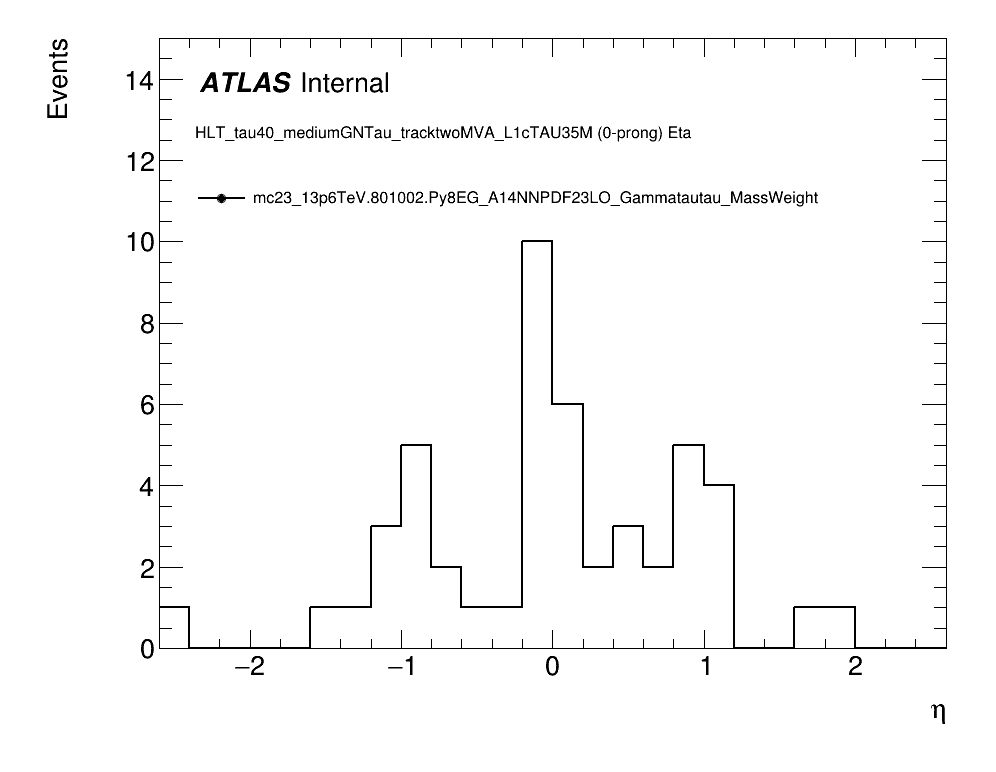 Events
ATLAS Internal
HLT_tau40_mediumGNTau_tracktwoMVA_L1cTAU35M (0-prong) Eta
mc23_13p6TeV.801002.Py8EG_A14NNPDF23LO_Gammatautau_MassWeight
14
12
10
8
6
4
2
0
−2 −1 0 1 2
η